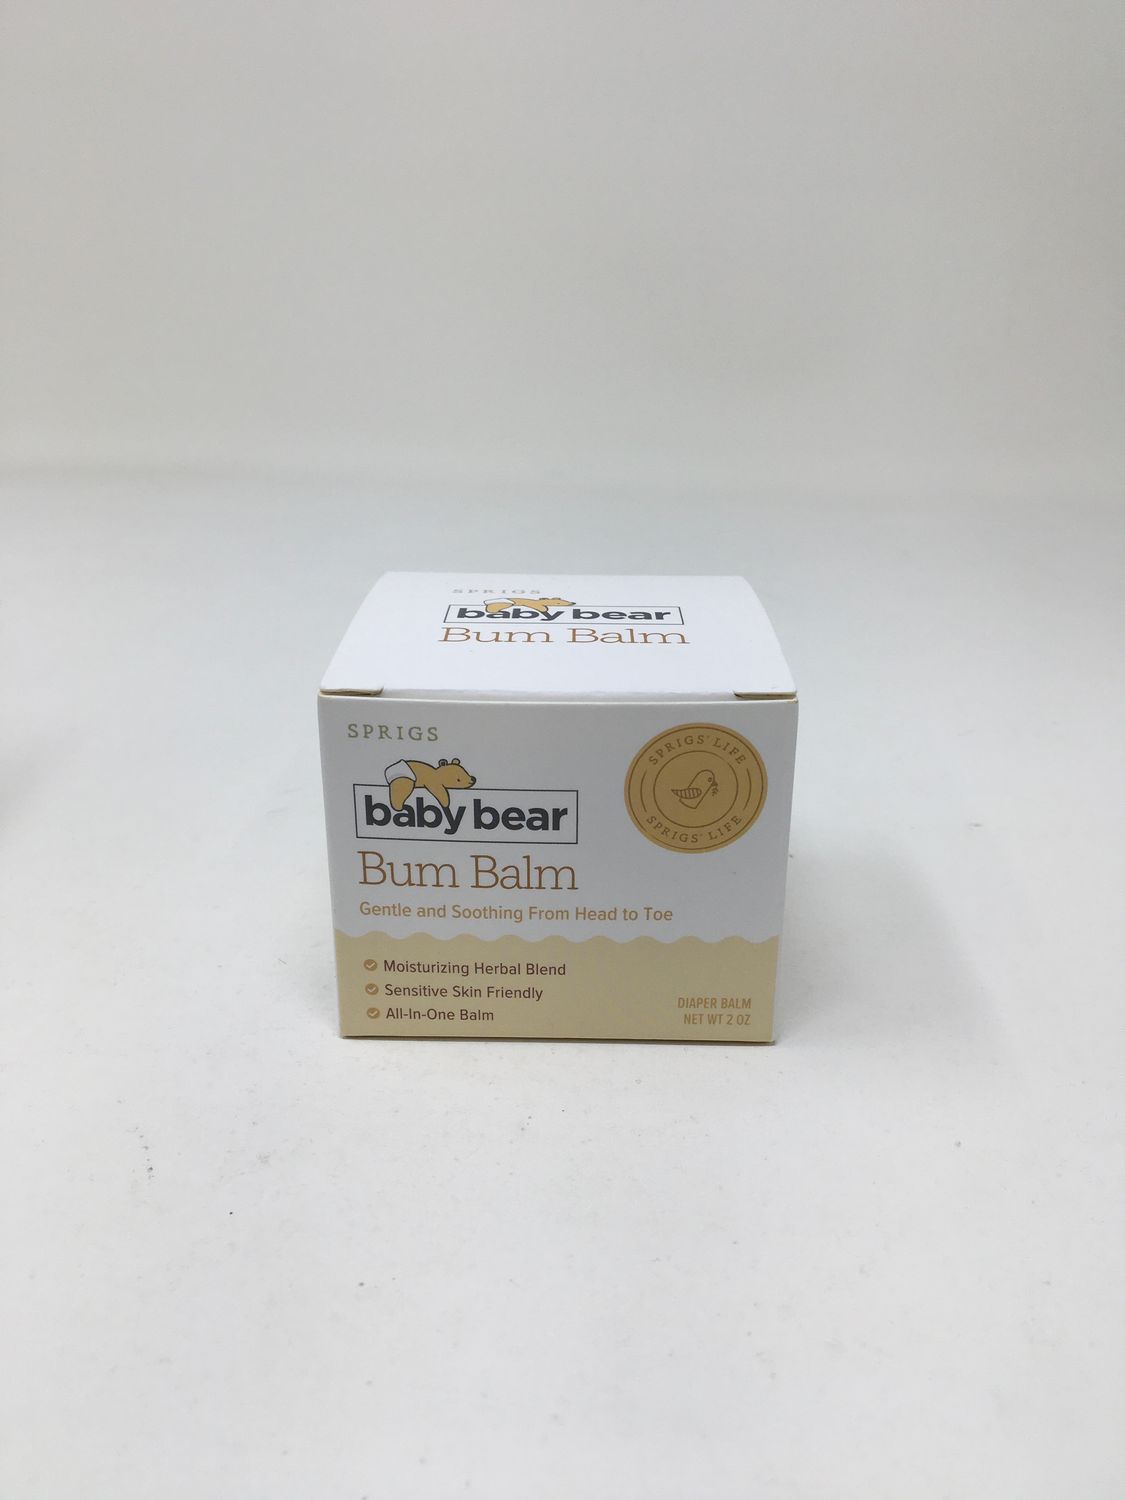 SPRIGS
baby bear
Bum Balm
SPRIGS
baby bear
Bum Balm
Gentle and Soothing From Head to Toe
Moisturizing Herbal Blend
Sensitive Skin Friendly
All-In-One Balm
SPRIGS' LIFE
SPRIGS' LIFE
DIAPER BALM
NET WT 2 OZ